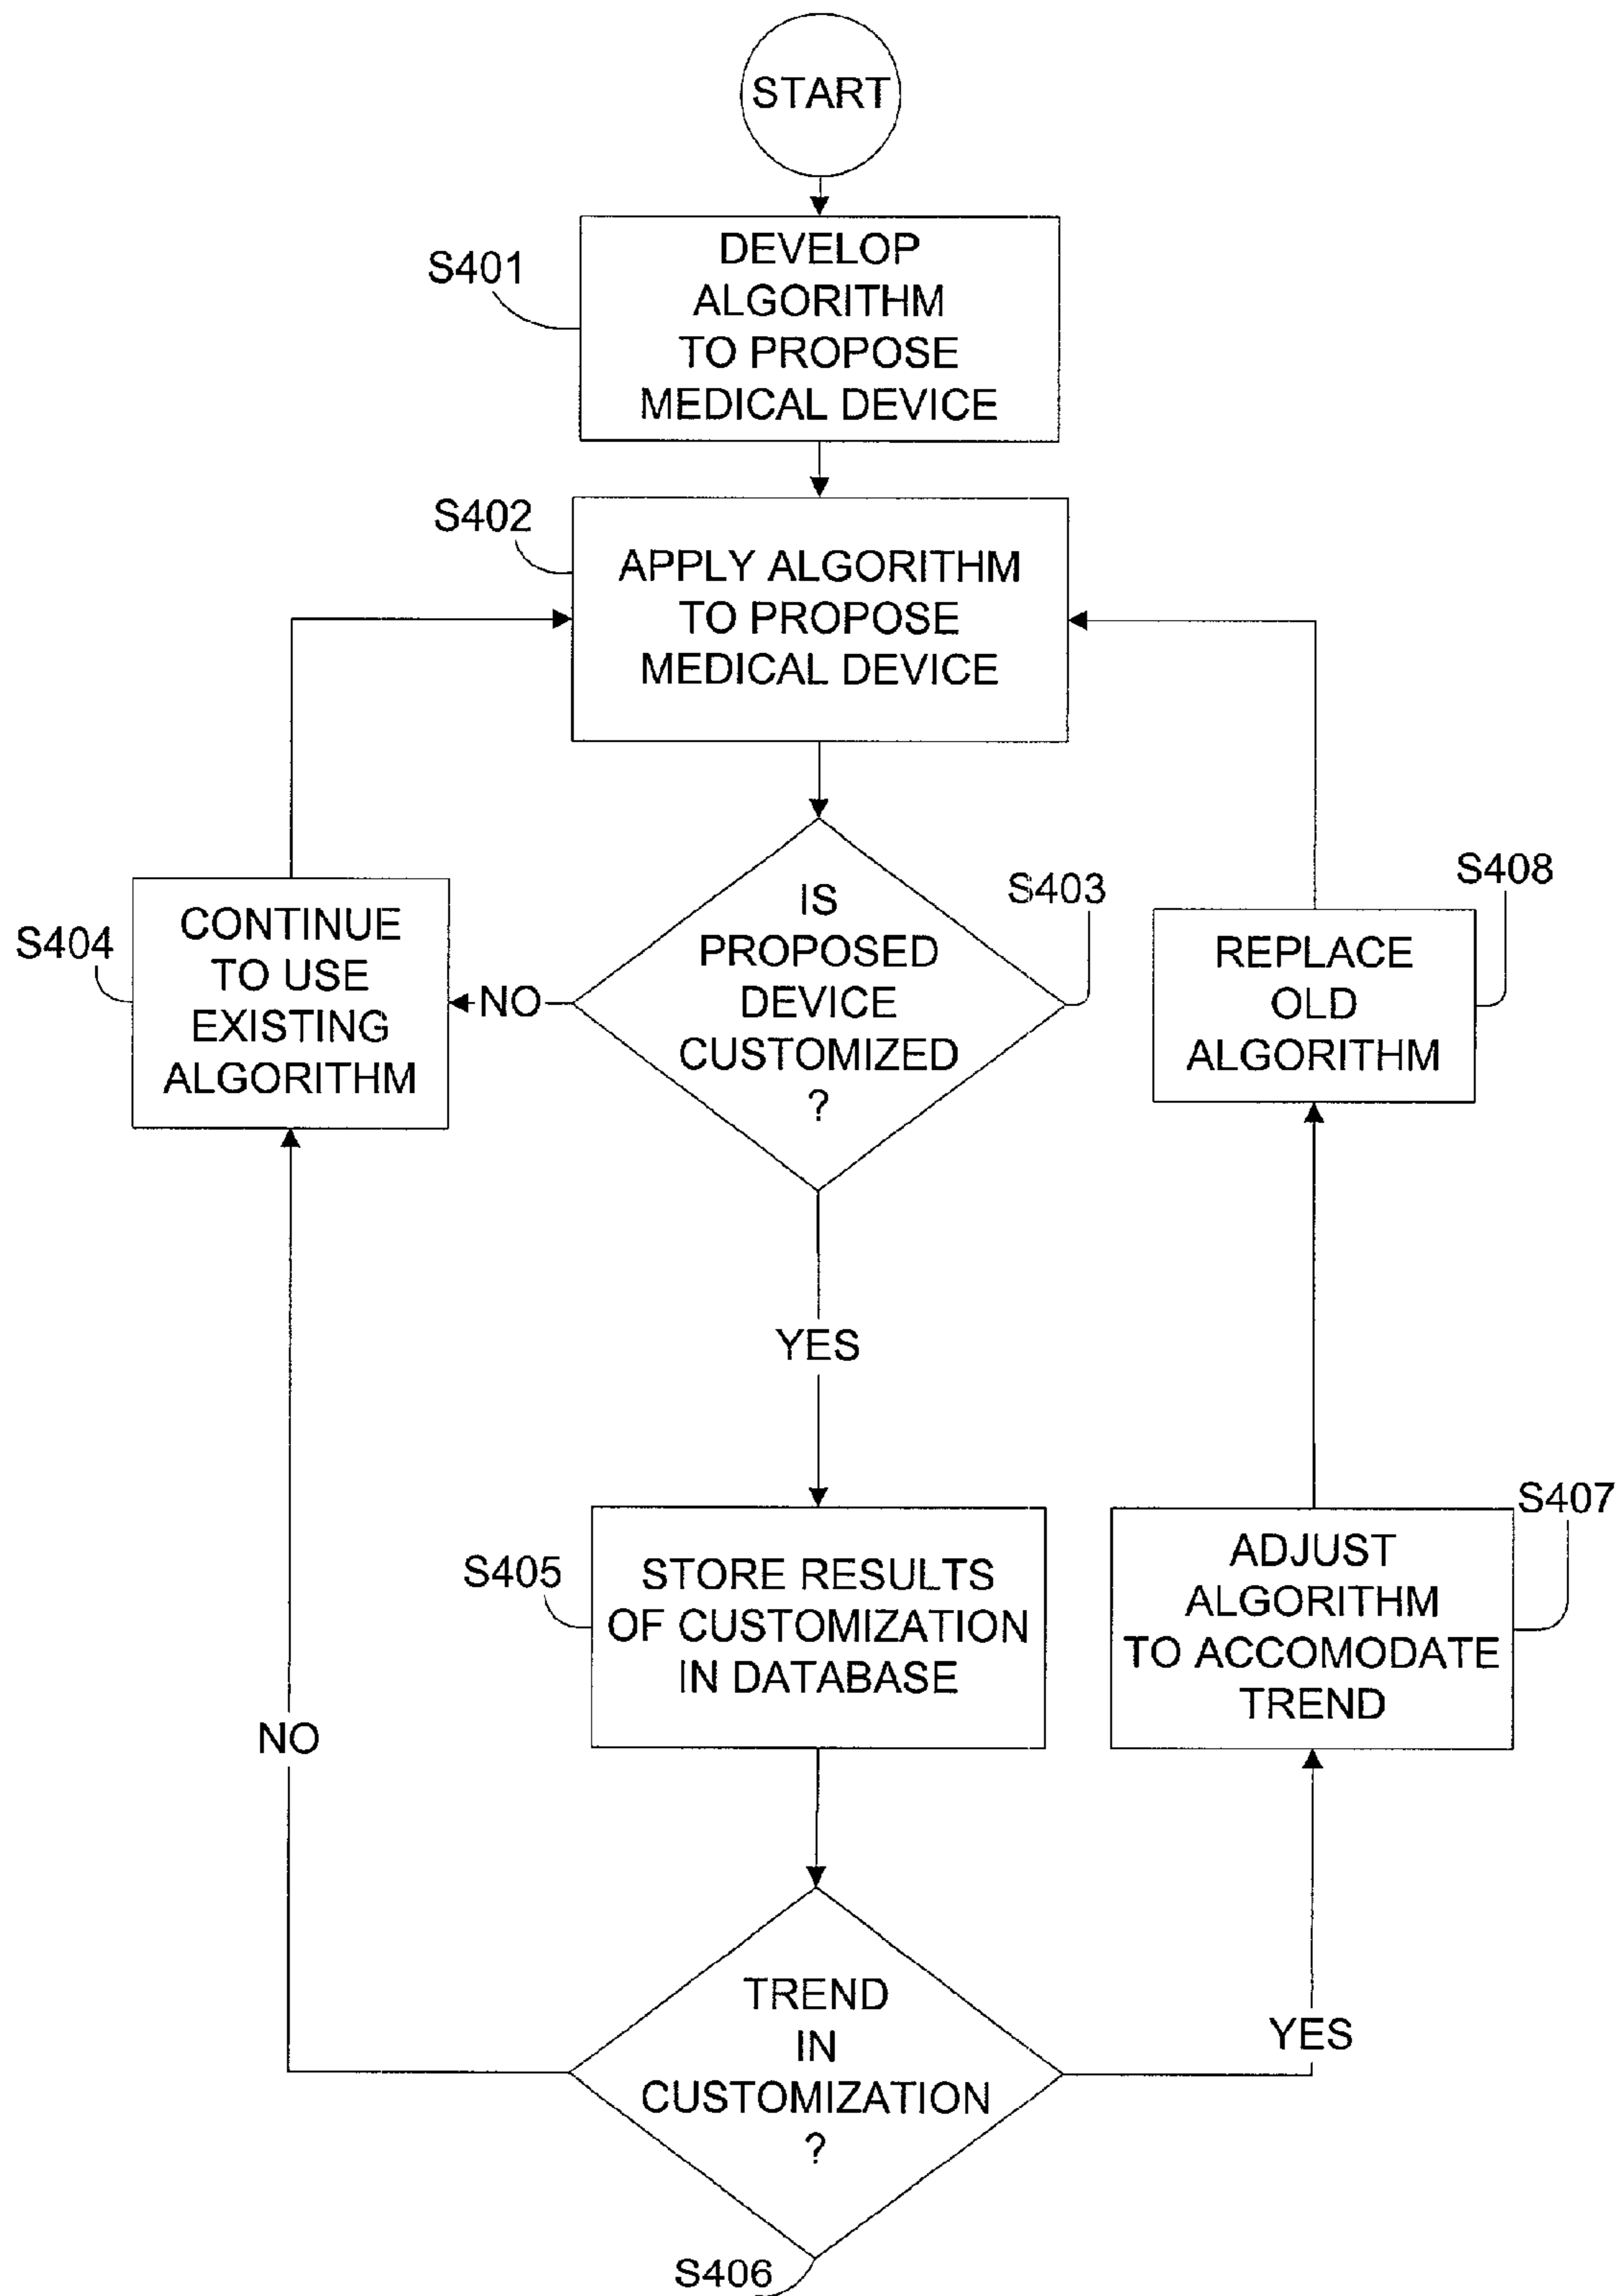 START
S401
DEVELOP
ALGORITHM
TO PROPOSE
MEDICAL DEVICE
S402
APPLY ALGORITHM
TO PROPOSE
MEDICAL DEVICE
S404
CONTINUE
TO USE
EXISTING
ALGORITHM
NO
IS
PROPOSED
DEVICE
CUSTOMIZED
?
S403
S408
REPLACE
OLD
ALGORITHM
YES
S405
STORE RESULTS
OF CUSTOMIZATION
IN DATABASE
S407
ADJUST
ALGORITHM
TO ACCOMODATE
TREND
NO
TREND
IN
CUSTOMIZATION
?
YES
S406